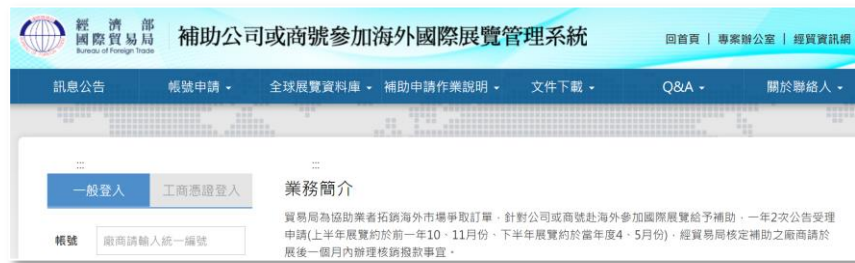 經濟部
國際貿易局
Bureau of Foreign Trade
補助公司或商號參加海外國際展覽管理系統
回首頁 | 專案辦公室 | 經貿資訊網
訊息公告 帳號申請 全球展覽資料庫 補助申請作業說明 文件下載 Q&A 關於聯絡人
:::
:::
一般登入 工商憑證登入
業務簡介
貿易局為協助業者拓銷海外市場爭取訂單，針對公司或商號赴海外參加國際展覽給予補助，一年2次公告受理
申請(上半年展覽約於前一年10、11月份、下半年展覽約於當年度4、5月份)，經貿易局核定補助之廠商請於
展後一個月內辦理核銷撥款事宜。
帳號 廠商請輸入統一編號